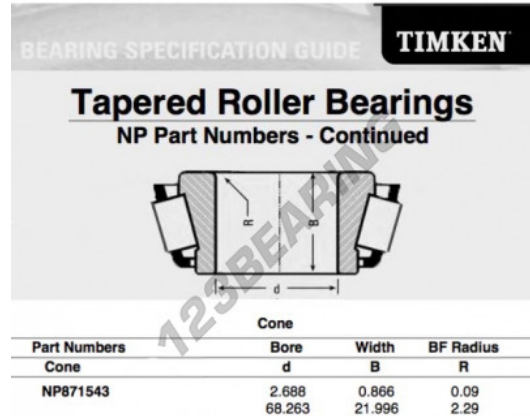 BEARING SPECIFICATION GUIDE
TIMKEN
Tapered Roller Bearings
NP Part Numbers - Continued
R
B
d
123BEARING
Cone
Part Numbers Bore Width BF Radius
Cone d B R
NP871543 2.688 0.866 0.09
68.263 21.996 2.29